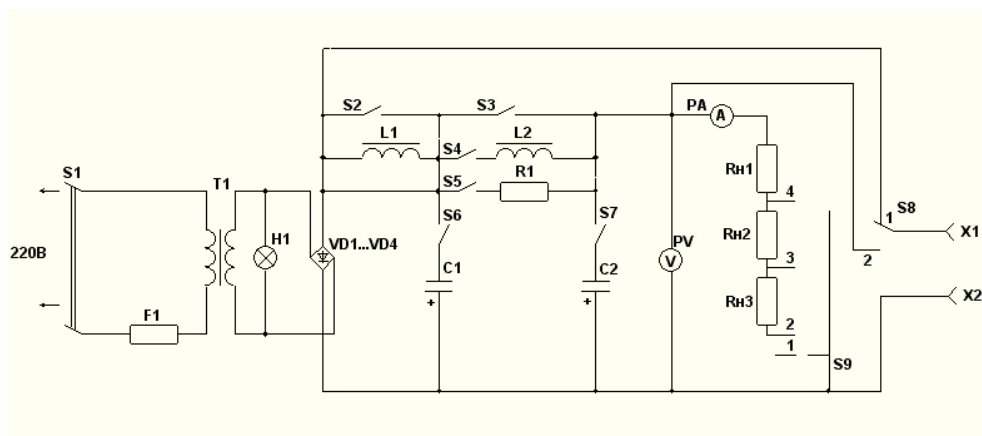 S2
S3
PA
A
L1
L2
S1
S4
T1
S5
R1
Rн1
4
S6
S7
1
S8
X1
H1
VD1...VD4
Rн2
220В
PV
V
2
C1
C2
3
+
+
Rн3
X2
F1
2
1
S9